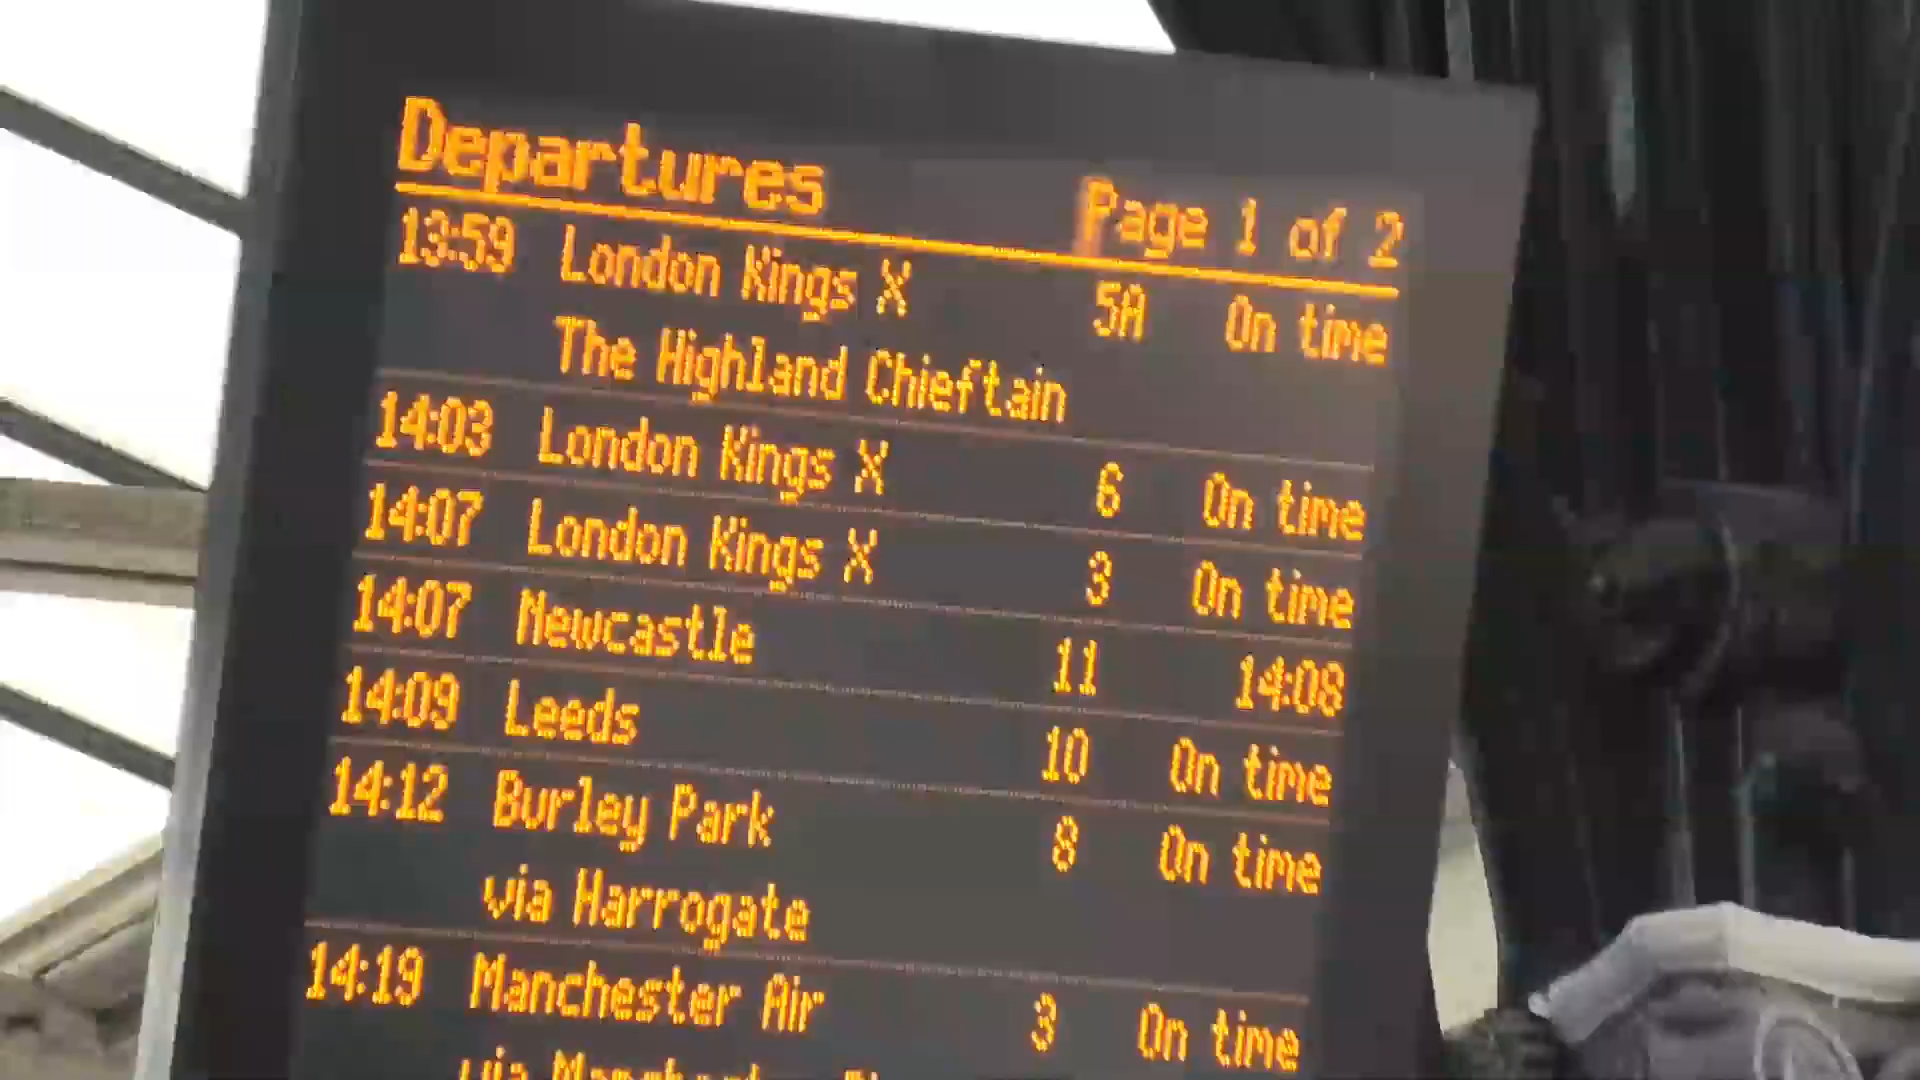 Departures Page 1 of 2
13:59 London Kings X 5A On time
The Highland Chieftain
14:03 London Kings X 6 On time
14:07 London Kings X 3 On time
14:07 Newcastle 11 14:08
14:09 Leeds 10 On time
14:12 Burley Park 8 On time
via Harrogate
14:19 Manchester Air 3 On time
via